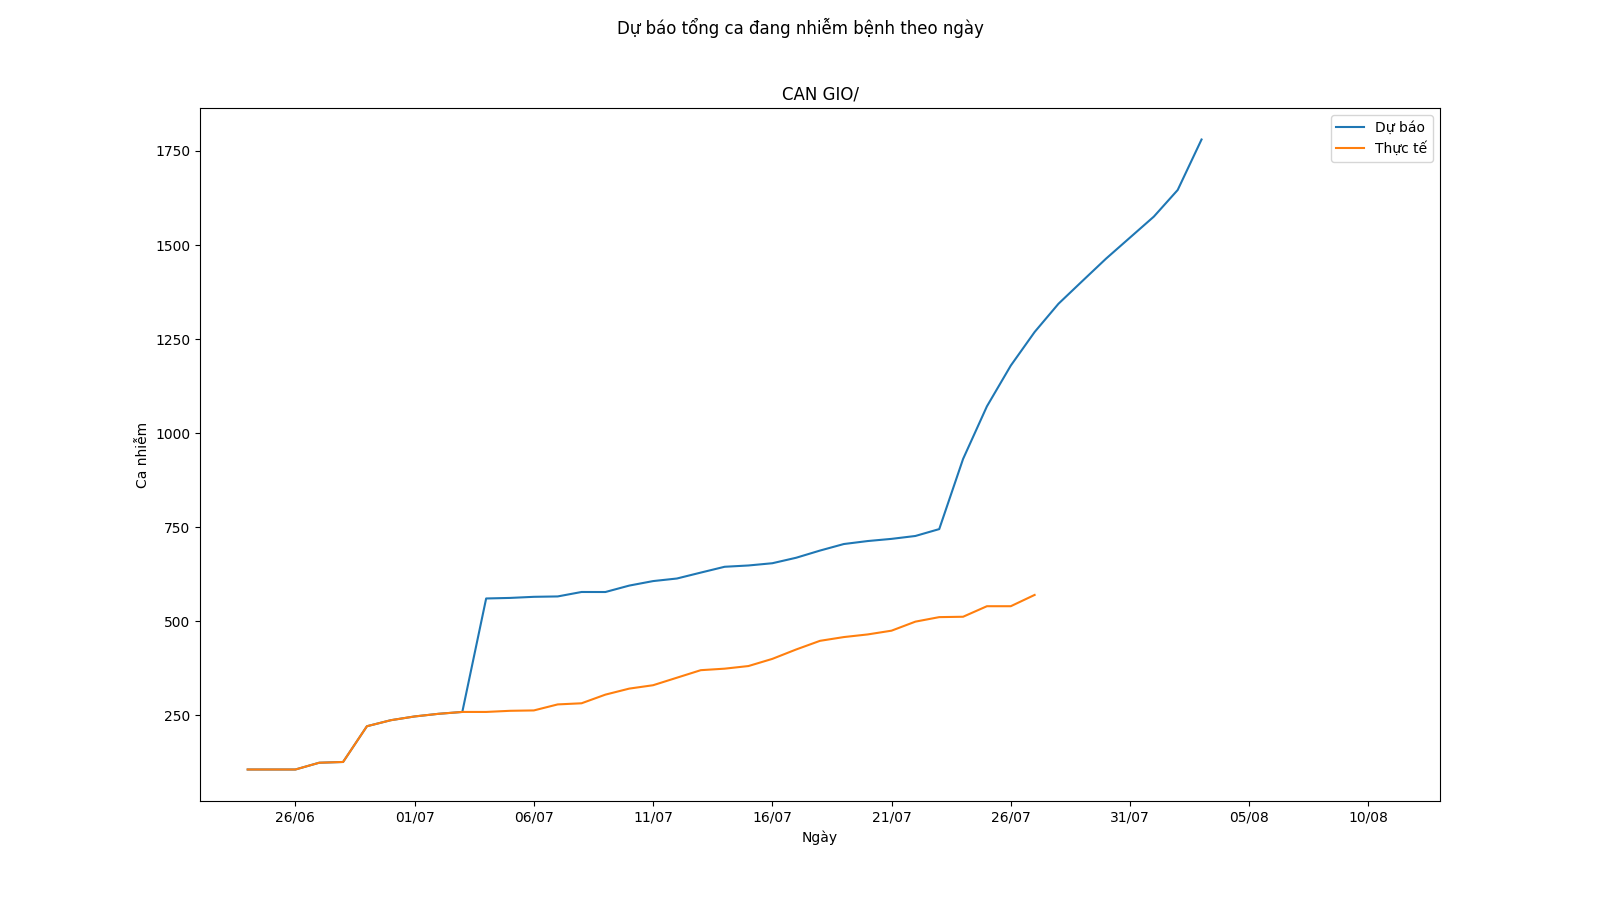 Dự báo tổng ca đang nhiễm bệnh theo ngày
CAN GIO/
Dự báo
Thực tế
1750
1500
1250
1000
750
500
250
Ca nhiễm
26/06
01/07
06/07
11/07
16/07
21/07
26/07
31/07
05/08
10/08
Ngày